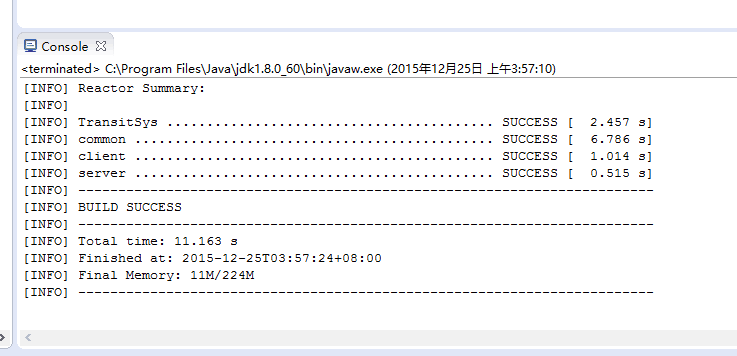 Console
<terminated> C:\Program Files\Java\jdk1.8.0_60\bin\javaw.exe (2015年12月25日 上午3:57:10)
[INFO] Reactor Summary:
[INFO]
[INFO] TransitSys ......................................... SUCCESS [  2.457 s]
[INFO] common ............................................. SUCCESS [  6.786 s]
[INFO] client ............................................. SUCCESS [  1.014 s]
[INFO] server ............................................. SUCCESS [  0.515 s]
[INFO] ------------------------------------------------------------------------
[INFO] BUILD SUCCESS
[INFO] ------------------------------------------------------------------------
[INFO] Total time: 11.163 s
[INFO] Finished at: 2015-12-25T03:57:24+08:00
[INFO] Final Memory: 11M/224M
[INFO] ------------------------------------------------------------------------